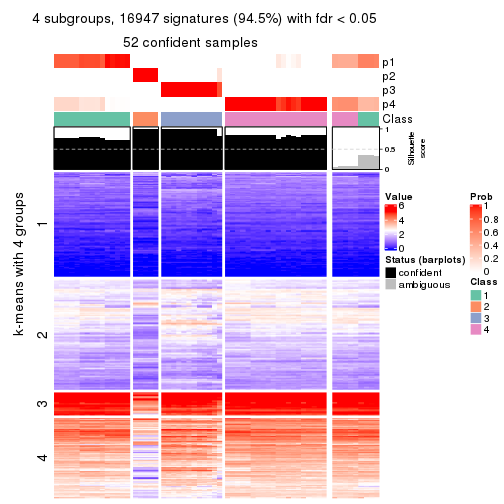 4 subgroups, 16947 signatures (94.5%) with fdr < 0.05
52 confident samples
p1
p2
p3
p4
Class
1
0.5
0
Silhouette
score
k-means with 4 groups
1
2
3
4
Value
6
4
2
0
Status (barplots)
confident
ambiguous
Prob
1
0.8
0.6
0.4
0.2
0
Class
1
2
3
4